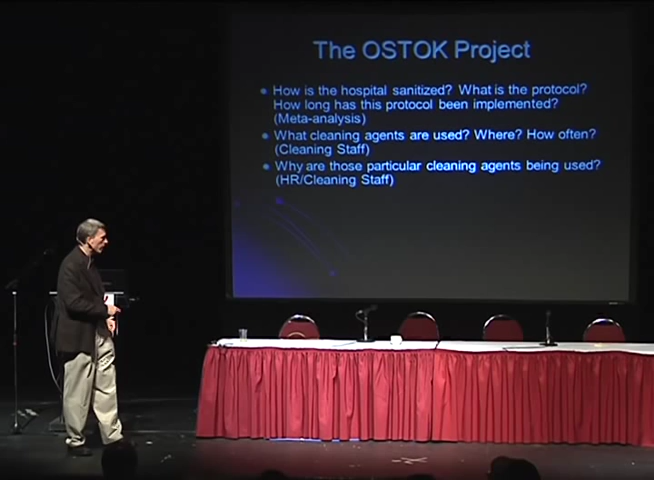 The OSTOK Project
How is the hospital sanitized? What is the protocol?
How long has this protocol been implemented?
(Meta-analysis)
What cleaning agents are used? Where? How often?
(Cleaning Staff)
Why are those particular cleaning agents being used?
(HR/Cleaning Staff)